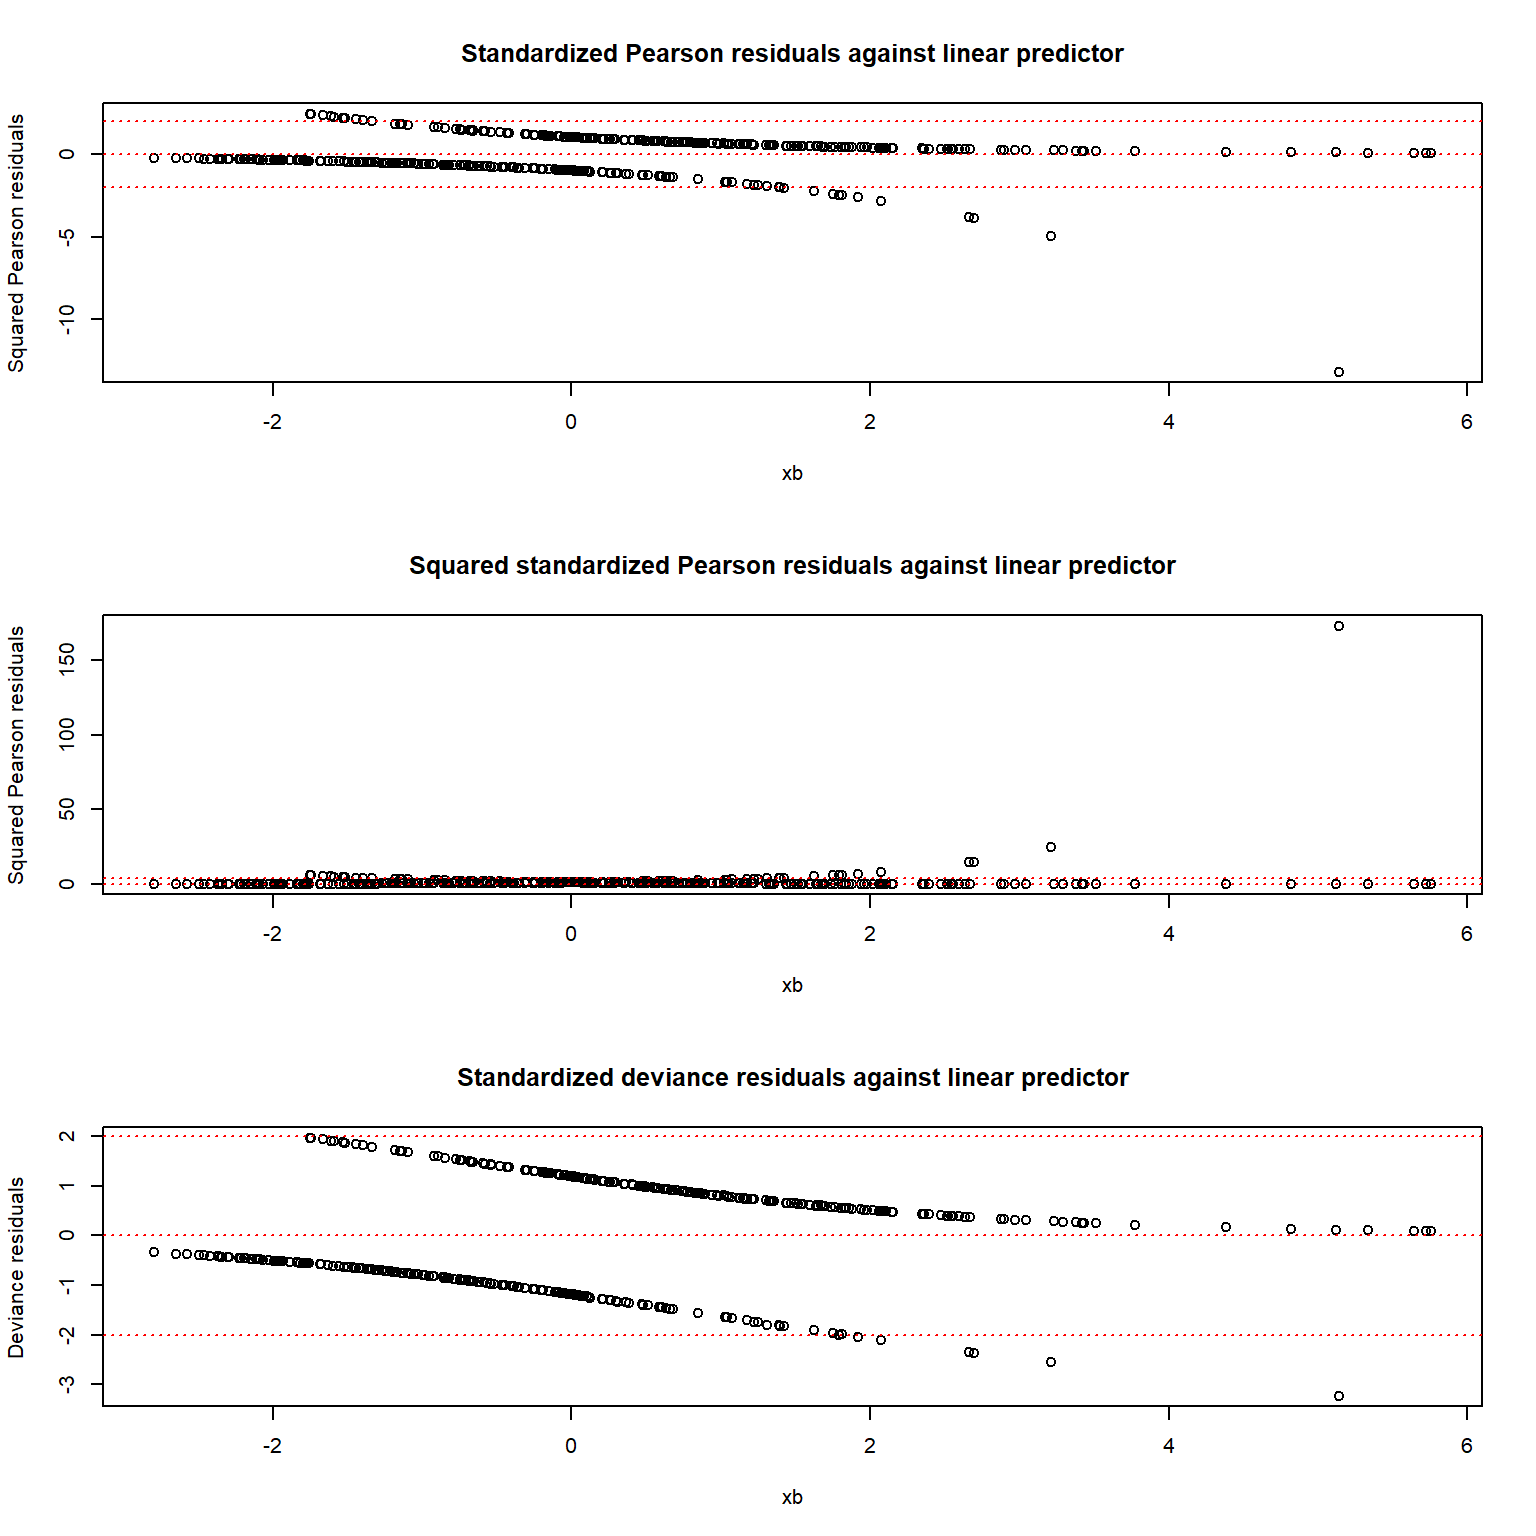 Standardized Pearson residuals against linear predictor
Squared Pearson residuals
0
-5
-10
-2 0 2 4 6
xb
Squared standardized Pearson residuals against linear predictor
Squared Pearson residuals
150
100
50
0
-2 0 2 4 6
xb
Standardized deviance residuals against linear predictor
Deviance residuals
2
1
0
-1
-2
-3
-2 0 2 4 6
xb